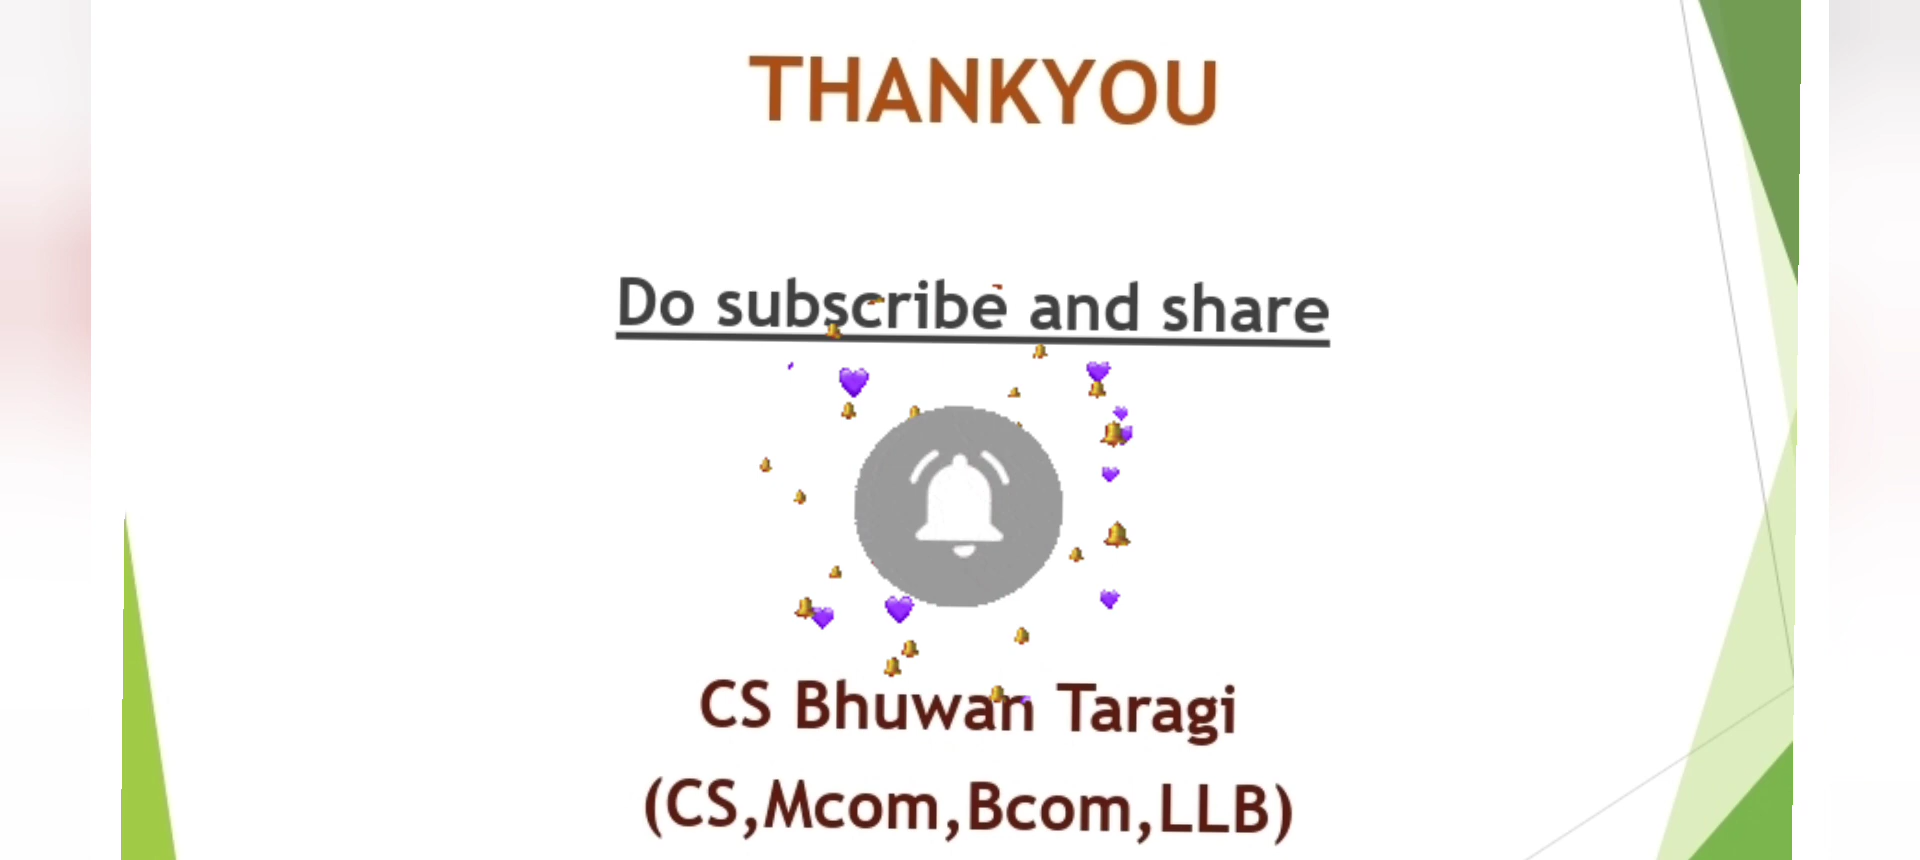 THANKYOU
Do subscribe and share
CS Bhuwan Taragi
(CS,Mcom,Bcom,LLB)